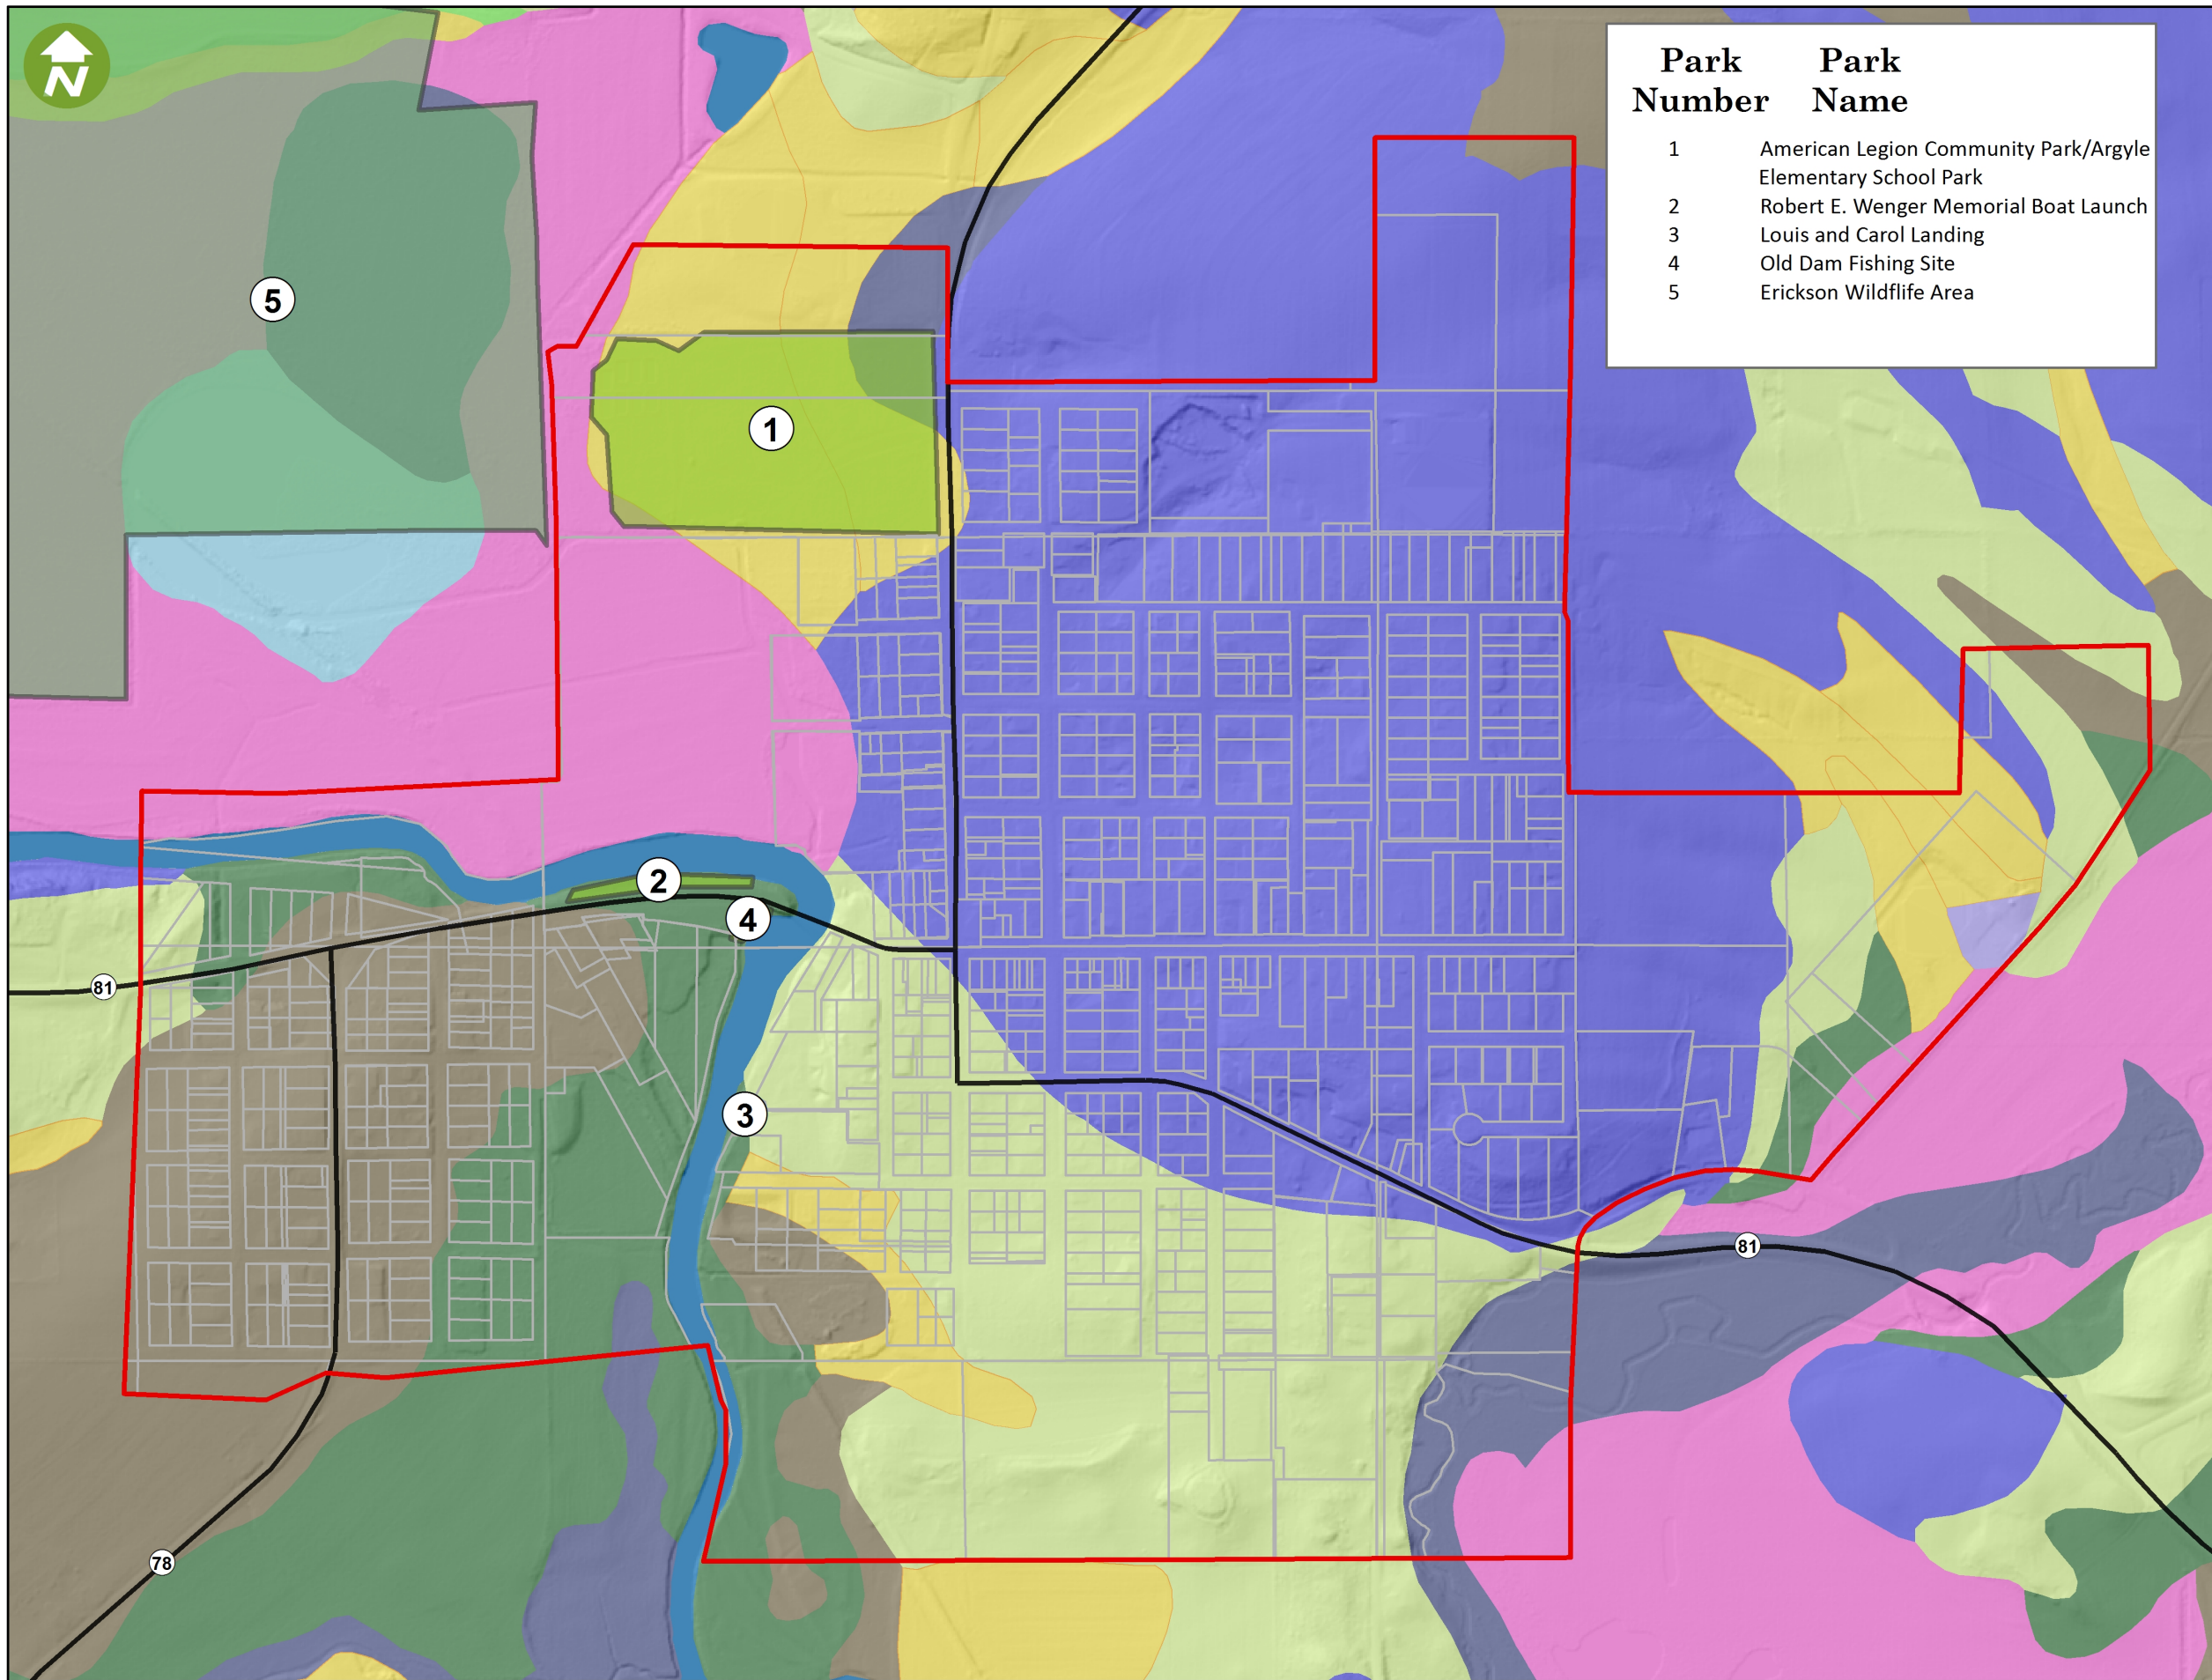 N
Park Park
Number Name
1 American Legion Community Park/Argyle
Elementary School Park
2 Robert E. Wenger Memorial Boat Launch
3 Louis and Carol Landing
4 Old Dam Fishing Site
5 Erickson Wildflife Area
5
1
2
4
81
3
81
78